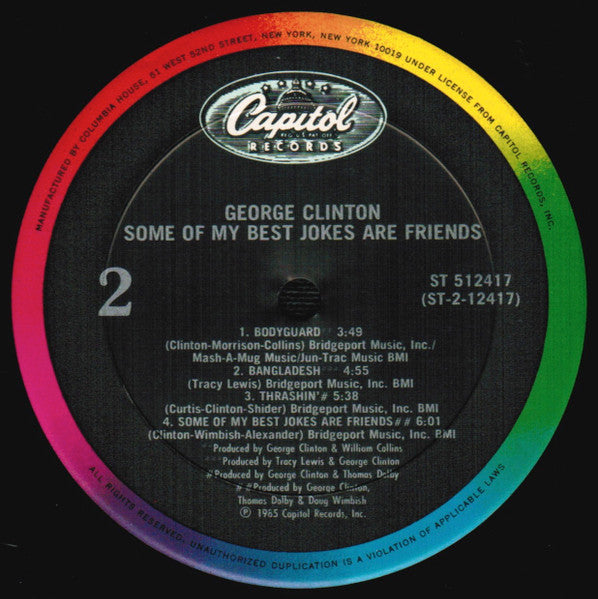 MANUFACTURED BY COLUMBIA HOUSE, 51 WEST 52ND STREET, NEW YORK, NEW YORK 10019 UNDER LICENSE FROM CAPITOL RECORDS, INC.
Capitol
REG. U.S. PAT. OFF.
RECORDS
GEORGE CLINTON
SOME OF MY BEST JOKES ARE FRIENDS
2
ST 512417
(ST-2-12417)
1. BODYGUARD** 3:49
(Clinton-Morrison-Collins) Bridgeport Music, Inc./
Mash-A-Mug Music/Jun-Trac Music BMI
2. BANGLADESH*** 4:55
(Tracy Lewis) Bridgeport Music, Inc. BMI
3. THRASHIN'# 5:38
(Curtis-Clinton-Shider) Bridgeport Music, Inc. BMI
4. SOME OF MY BEST JOKES ARE FRIENDS## 6:01
(Clinton-Wimbish-Alexander) Bridgeport Music, Inc. BMI
**Produced by George Clinton & William Collins
***Produced by Tracy Lewis & George Clinton
#Produced by George Clinton & Thomas Dolby
##Produced by George Clinton,
Thomas Dolby & Doug Wimbish
℗ 1985 Capitol Records, Inc.
ALL RIGHTS RESERVED. UNAUTHORIZED DUPLICATION IS A VIOLATION OF APPLICABLE LAWS